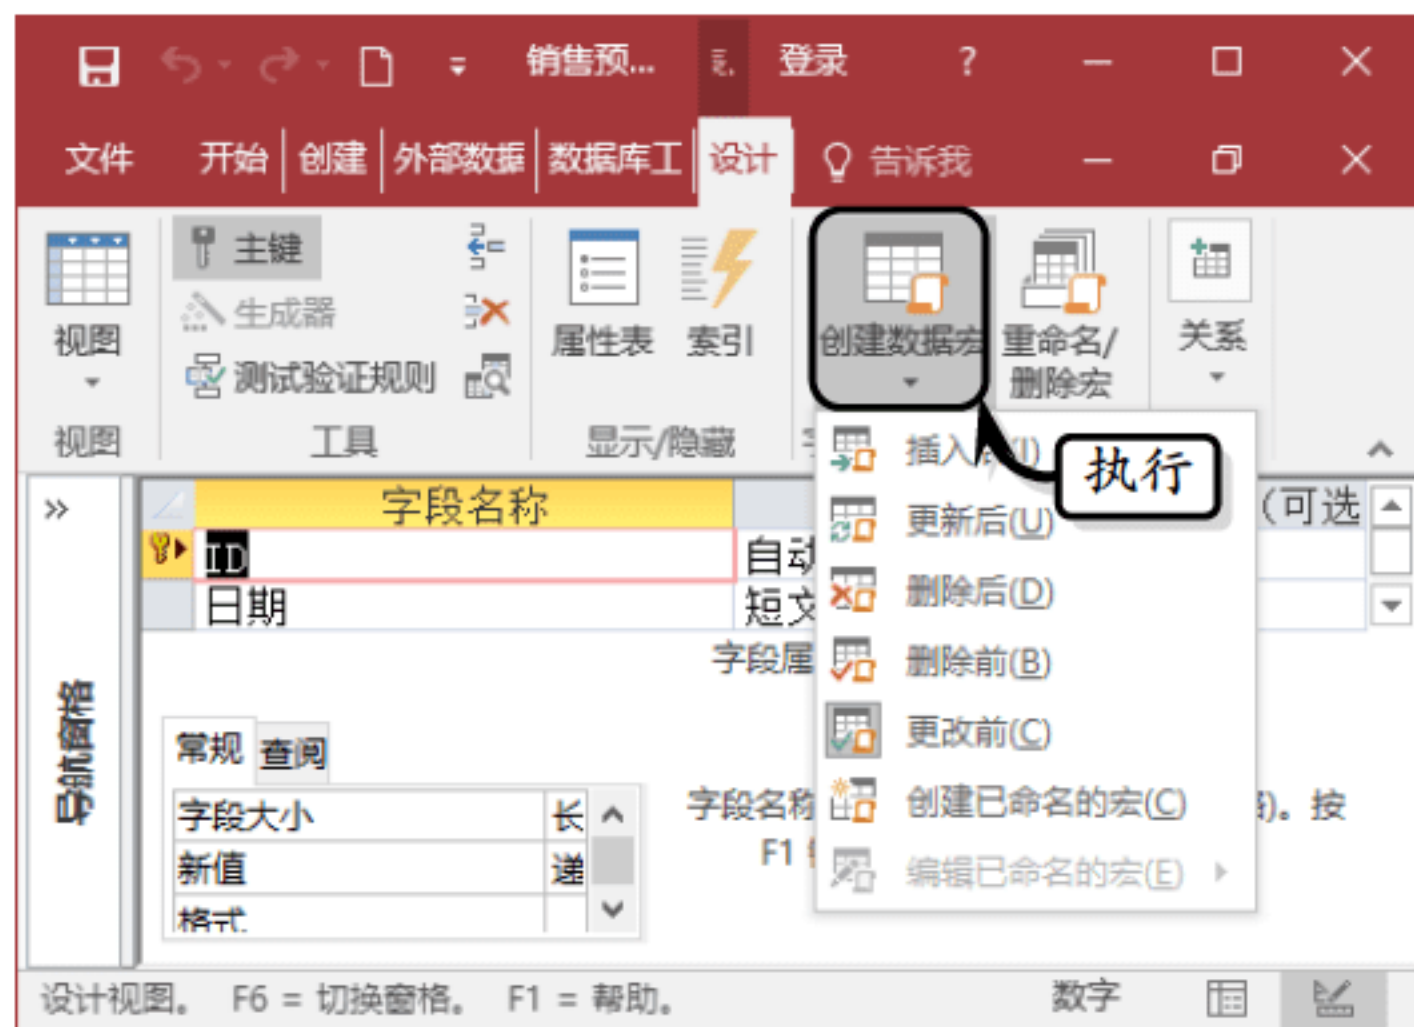 销售预... 登录 ?
文件 开始 创建 外部数据 数据库工 设计 告诉我
主键
生成器
测试验证规则
视图
属性表 索引
创建数据宏
重命名/
删除宏
关系
视图 工具 显示/隐藏
插入后(I)
执行
更新后(U)
删除后(D)
删除前(B)
更改前(C)
创建已命名的宏(C)
编辑已命名的宏(E)
导航窗格
字段名称 (可选
ID 自动
日期 短文
字段属
常规 查阅
字段大小 长
新值 递
格式
字段名称 )。按
F1
设计视图。 F6 = 切换窗格。 F1 = 帮助。 数字